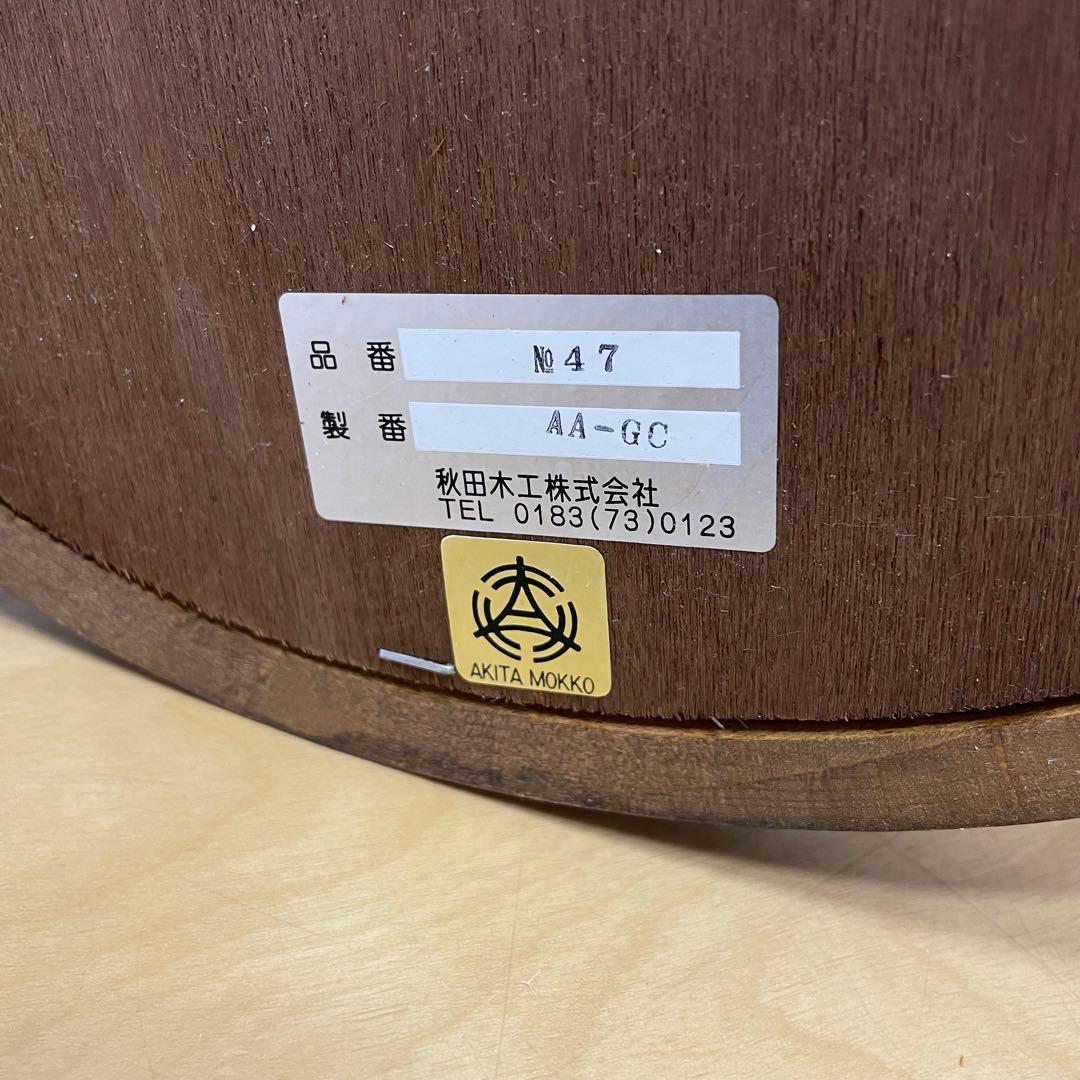 品番 №47
製番 AA-GC
秋田木工株式会社
TEL 0183(73)0123
AKITA MOKKO